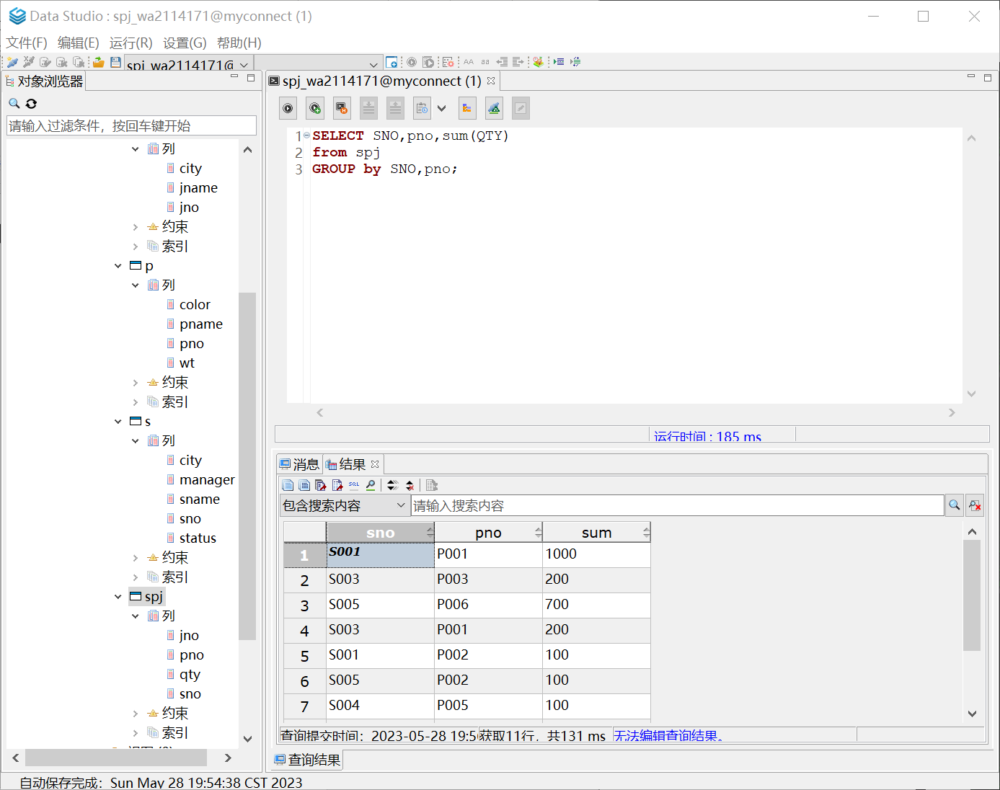 Data Studio : spj_wa2114171@myconnect (1)
文件(F) 编辑(E) 运行(R) 设置(G) 帮助(H)
spj_wa2114171@
AA aa
对象浏览器
请输入过滤条件，按回车键开始
列
city
jname
jno
约束
索引
p
列
color
pname
pno
wt
约束
索引
s
列
city
manager
sname
sno
status
约束
索引
spj
列
jno
pno
qty
sno
约束
索引
自动保存完成：Sun May 28 19:54:38 CST 2023
spj_wa2114171@myconnect (1)
1 SELECT SNO,pno,sum(QTY)
2 from spj
3 GROUP by SNO,pno;
运行时间 : 185 ms
消息 结果
SQL
包含搜索内容 请输入搜索内容
sno pno sum
1 S001 P001 1000
2 S003 P003 200
3 S005 P006 700
4 S003 P001 200
5 S001 P002 100
6 S005 P002 100
7 S004 P005 100
查询提交时间：2023-05-28 19:5 获取11行，共131 ms 无法编辑查询结果。
查询结果